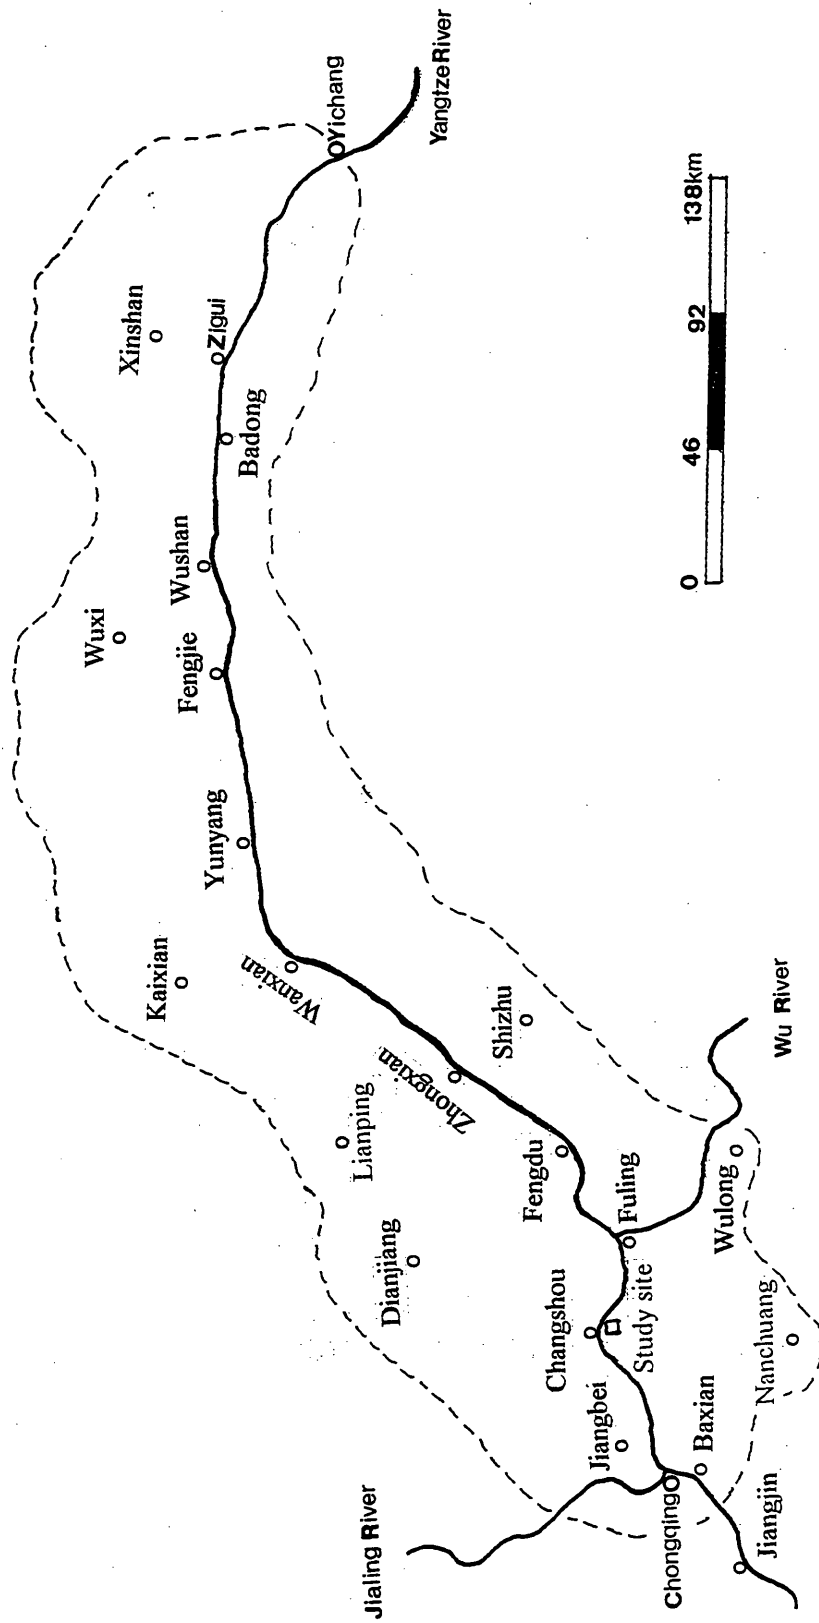 Jialing River
Chongqing
Jiangjin
Baxian
Jiangbei
Changshou
Study site
Nanchuang
Dianjiang
Fuling
Fengdu
Wulong
Lianping
Zhongxian
Shizhu
Wu River
Wanxian
Kaixian
Yunyang
Fengjie
Wuxi
Wushan
Badong
Zigui
Xinshan
Yichang
Yangtze River
0 46 92 138km